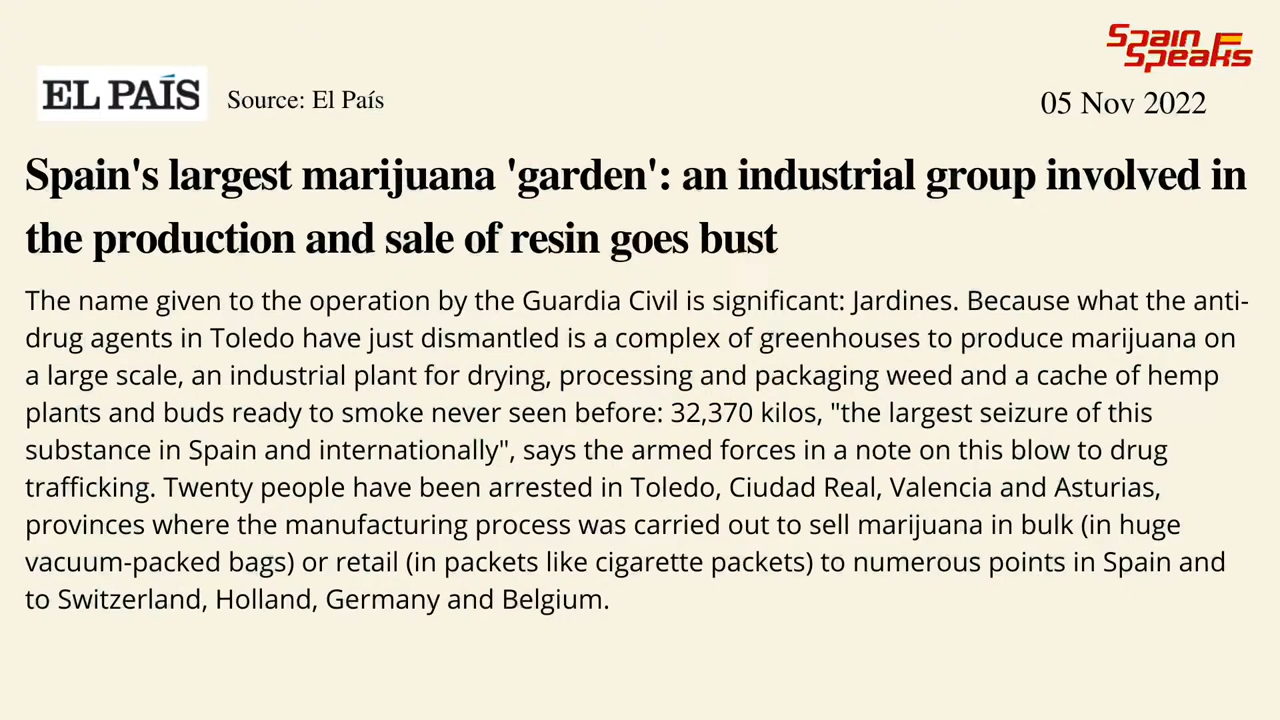 Spain
Speaks
EL PAÍS
Source: El País
05 Nov 2022
Spain's largest marijuana 'garden': an industrial group involved in
the production and sale of resin goes bust
The name given to the operation by the Guardia Civil is significant: Jardines. Because what the anti-
drug agents in Toledo have just dismantled is a complex of greenhouses to produce marijuana on
a large scale, an industrial plant for drying, processing and packaging weed and a cache of hemp
plants and buds ready to smoke never seen before: 32,370 kilos, "the largest seizure of this
substance in Spain and internationally", says the armed forces in a note on this blow to drug
trafficking. Twenty people have been arrested in Toledo, Ciudad Real, Valencia and Asturias,
provinces where the manufacturing process was carried out to sell marijuana in bulk (in huge
vacuum-packed bags) or retail (in packets like cigarette packets) to numerous points in Spain and
to Switzerland, Holland, Germany and Belgium.